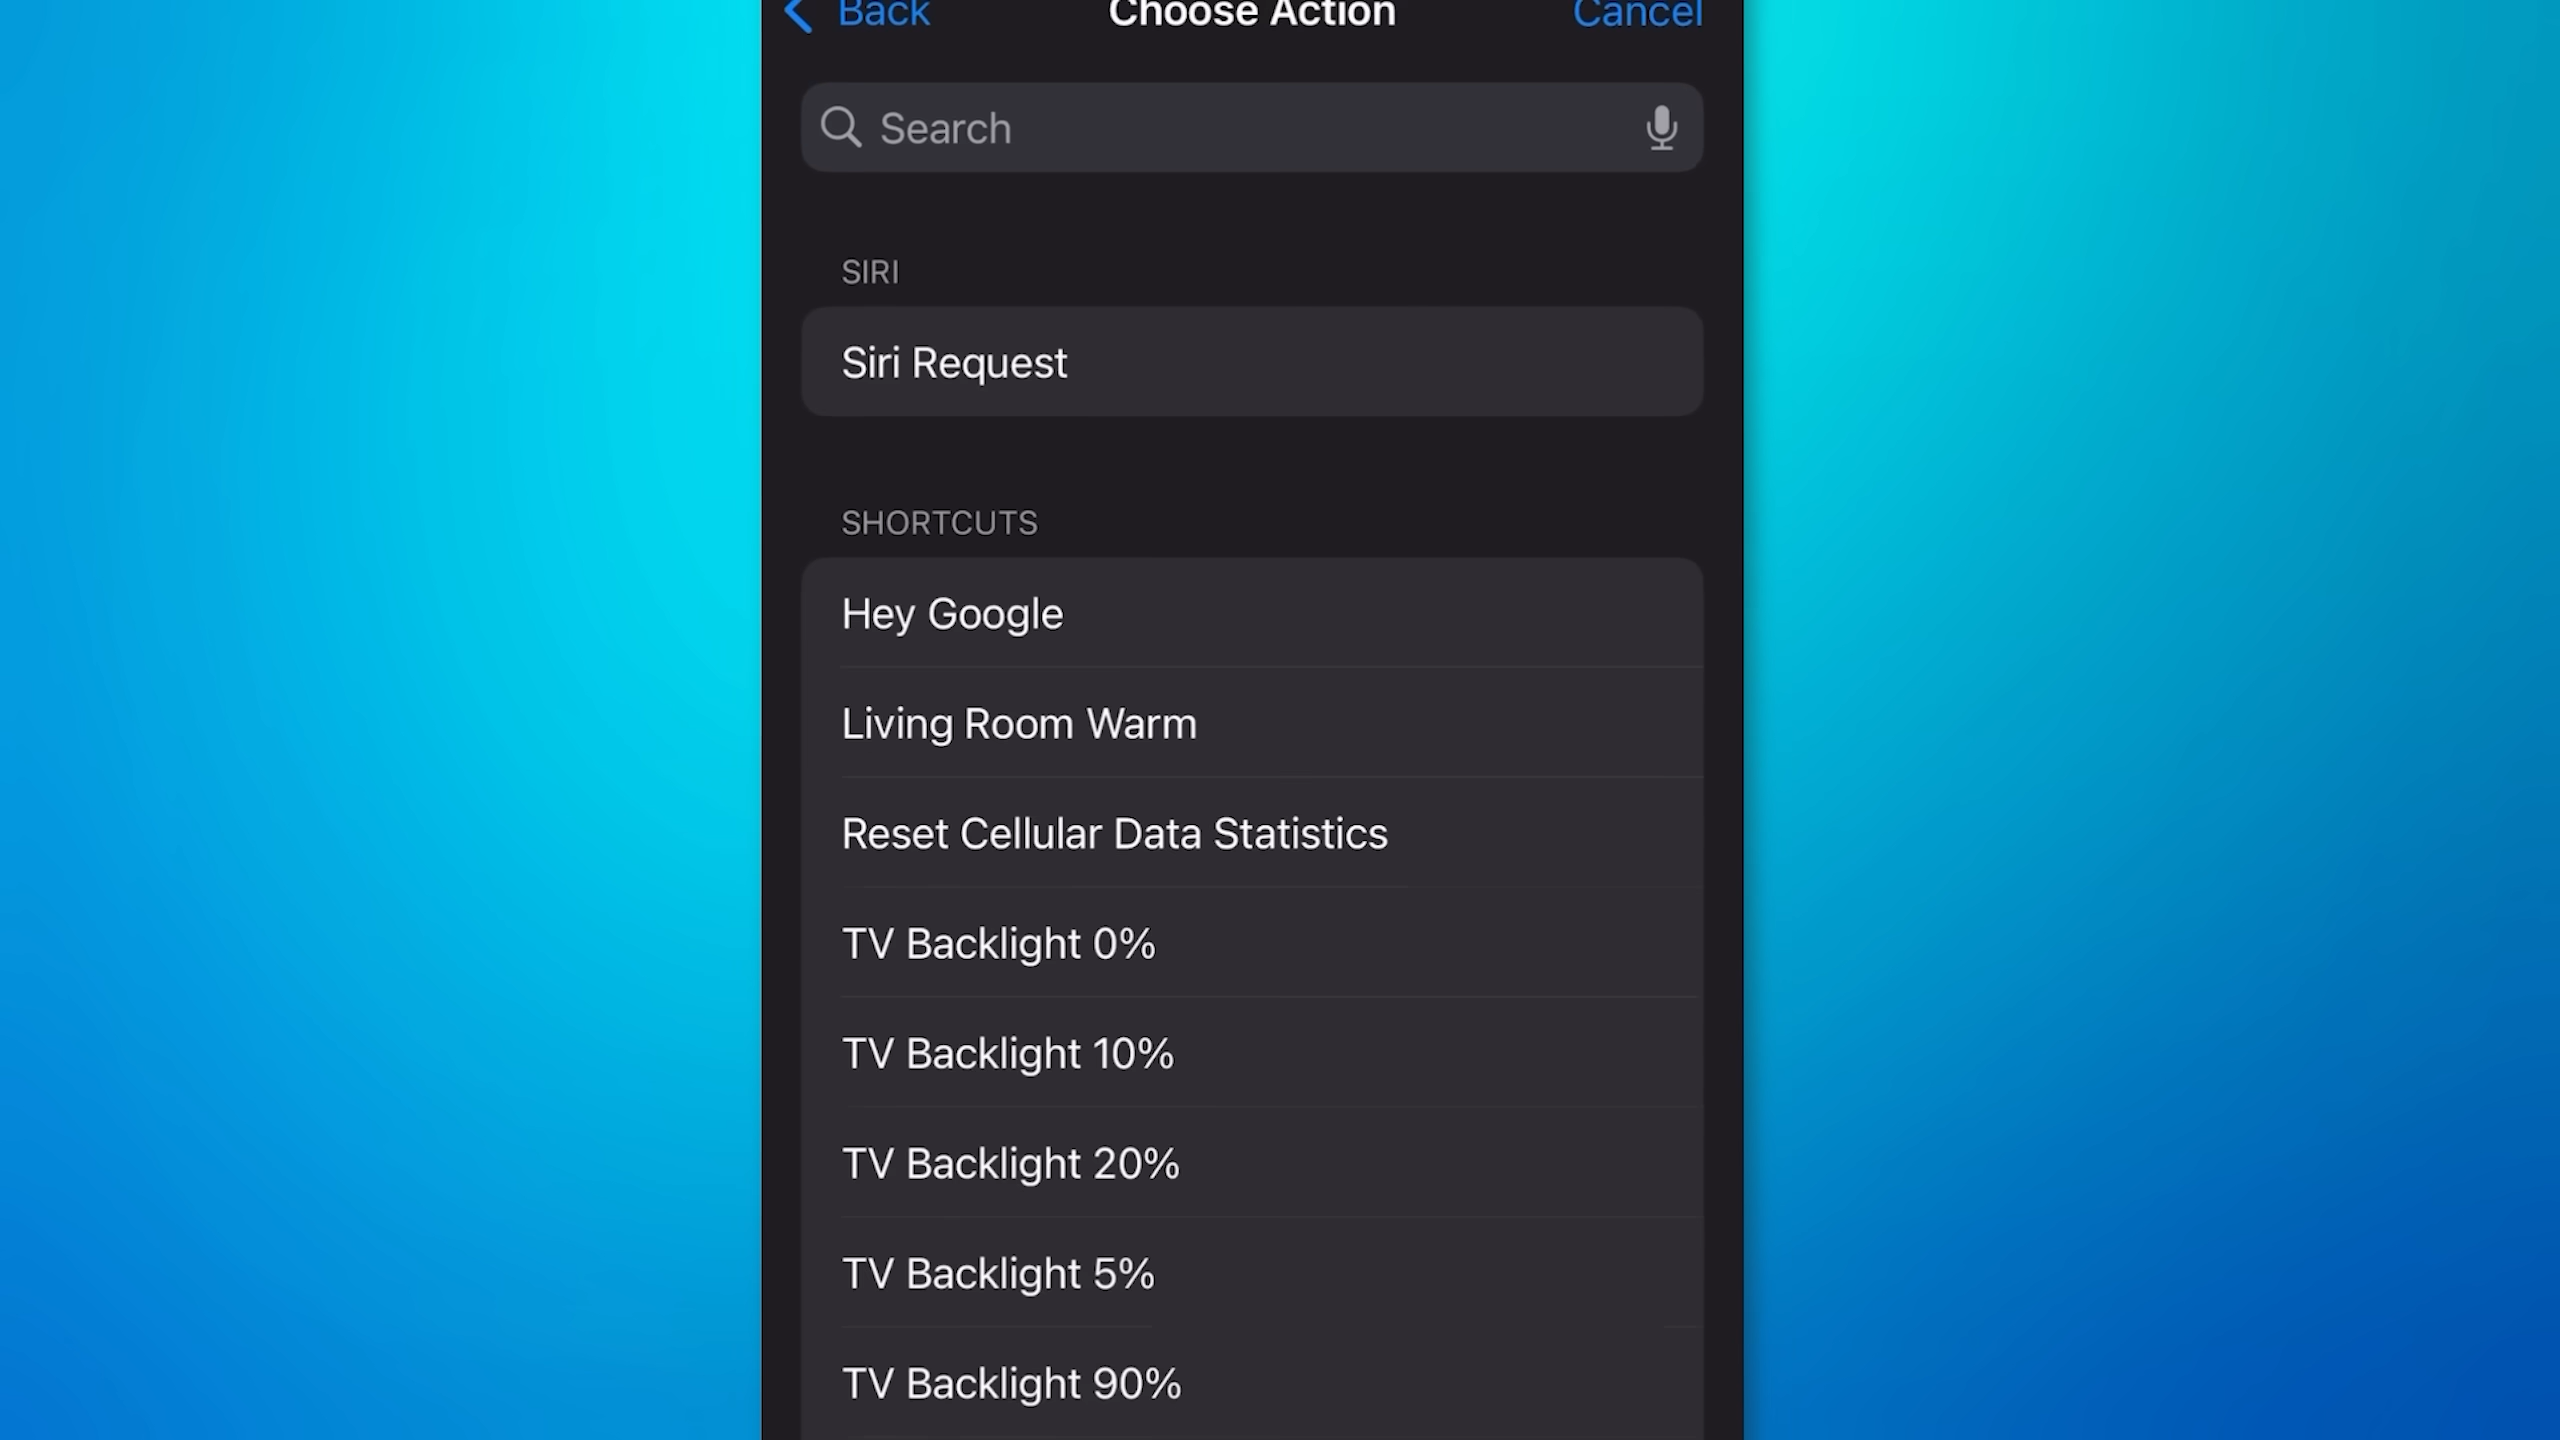 Back Choose Action Cancel
Search
SIRI
Siri Request
SHORTCUTS
Hey Google
Living Room Warm
Reset Cellular Data Statistics
TV Backlight 0%
TV Backlight 10%
TV Backlight 20%
TV Backlight 5%
TV Backlight 90%